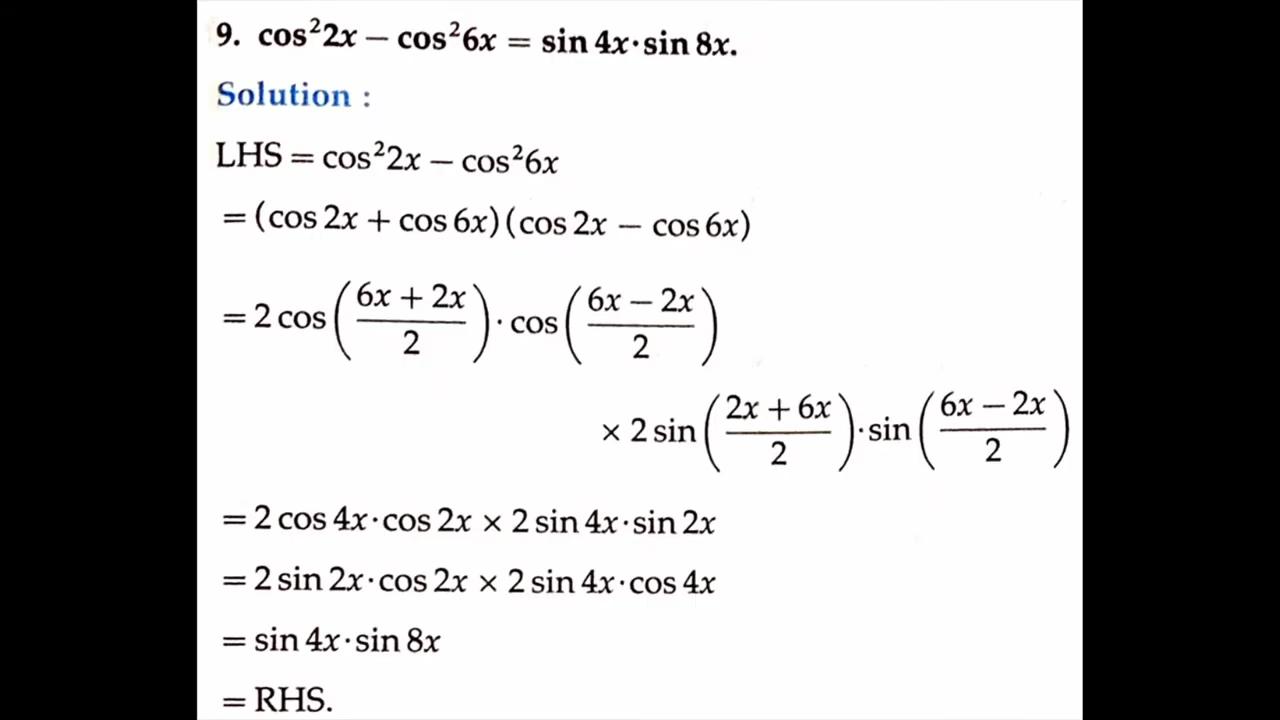 9. cos²2x − cos²6x = sin 4x·sin 8x.
Solution :
LHS = cos²2x − cos²6x
= (cos 2x + cos 6x)(cos 2x − cos 6x)
= 2 cos((6x + 2x)/2)·cos((6x − 2x)/2)
× 2 sin((2x + 6x)/2)·sin((6x − 2x)/2)
= 2 cos 4x·cos 2x × 2 sin 4x·sin 2x
= 2 sin 2x·cos 2x × 2 sin 4x·cos 4x
= sin 4x·sin 8x
= RHS.